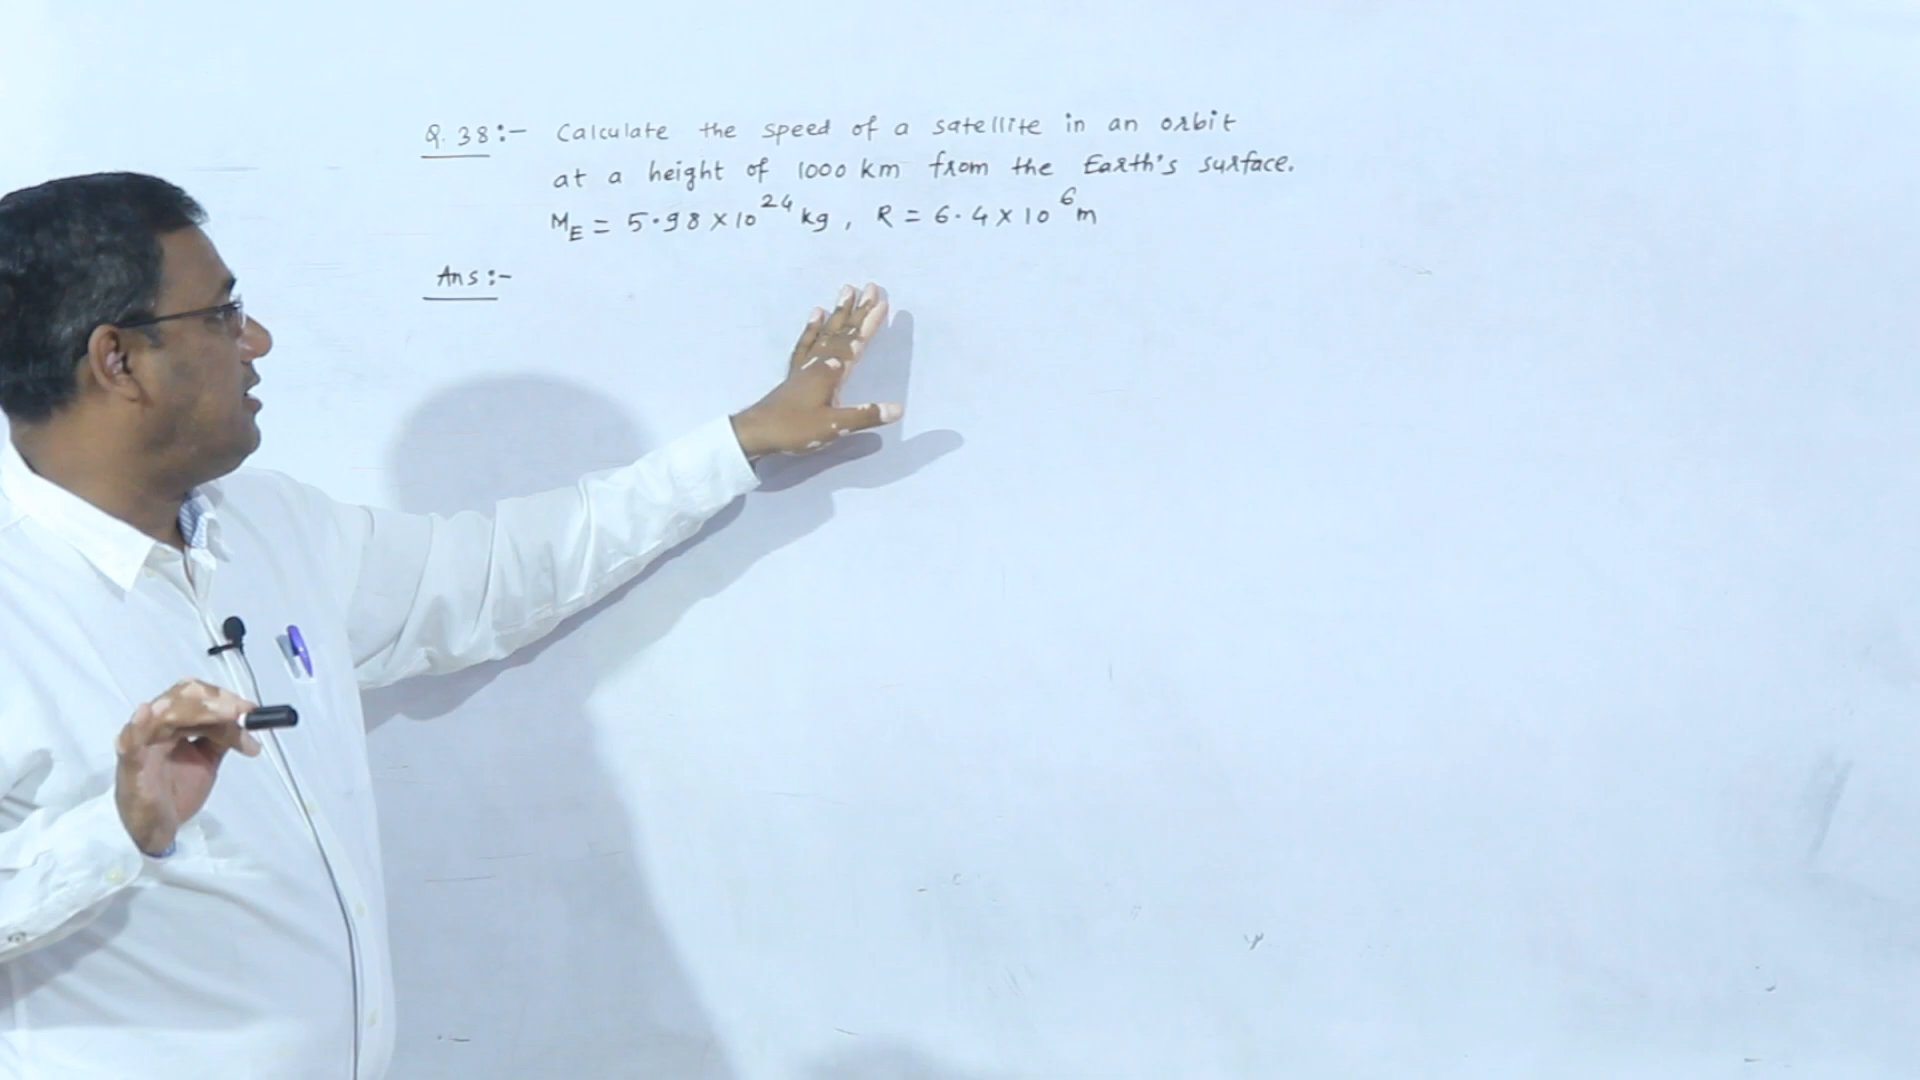 Q. 38:- Calculate the speed of a satellite in an orbit
at a height of 1000 km from the Earth's surface.
M_E = 5.98 × 10^24 kg, R = 6.4 × 10^6 m
Ans:-